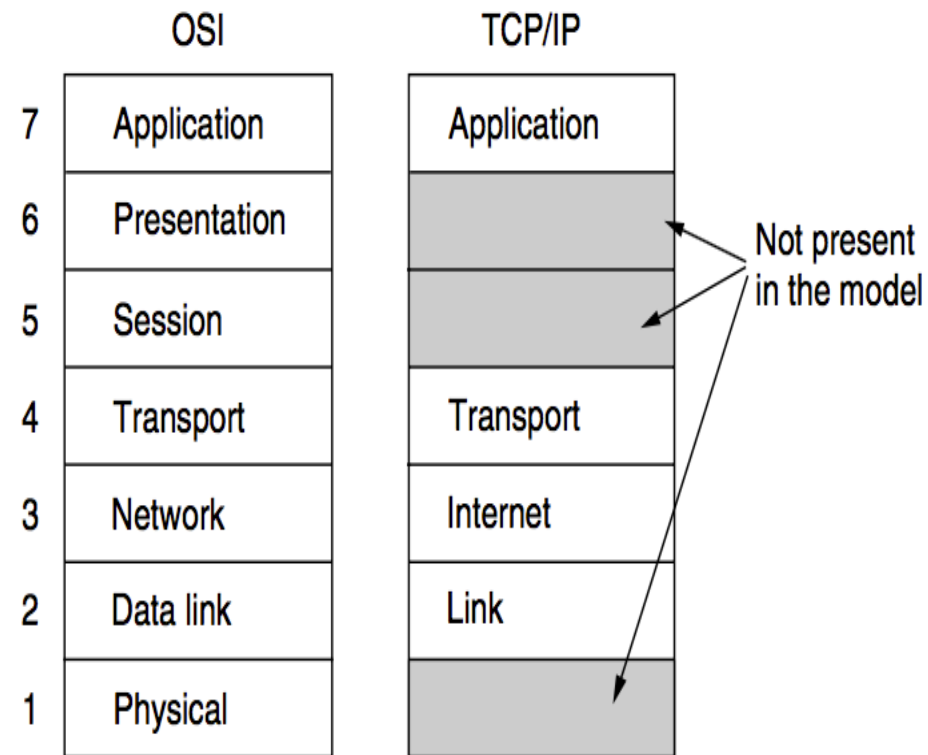 OSI TCP/IP
7 Application Application
6 Presentation
5 Session
Not present
in the model
4 Transport Transport
3 Network Internet
2 Data link Link
1 Physical